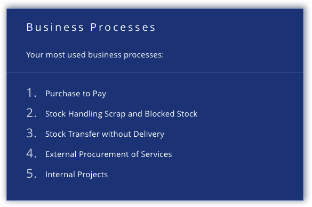 Business Processes
Your most used business processes:
1. Purchase to Pay
2. Stock Handling Scrap and Blocked Stock
3. Stock Transfer without Delivery
4. External Procurement of Services
5. Internal Projects